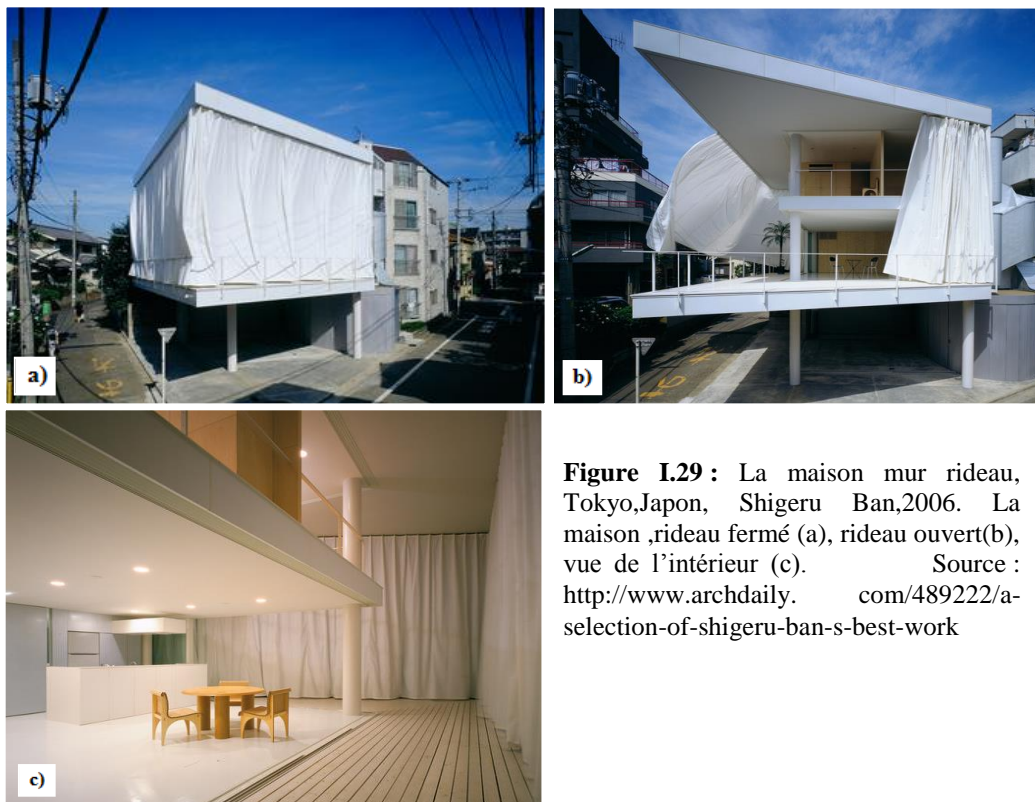 a)
b)
c)
Figure I.29 : La maison mur rideau,
Tokyo,Japon, Shigeru Ban,2006. La
maison ,rideau fermé (a), rideau ouvert(b),
vue de l’intérieur (c). Source :
http://www.archdaily. com/489222/a-
selection-of-shigeru-ban-s-best-work